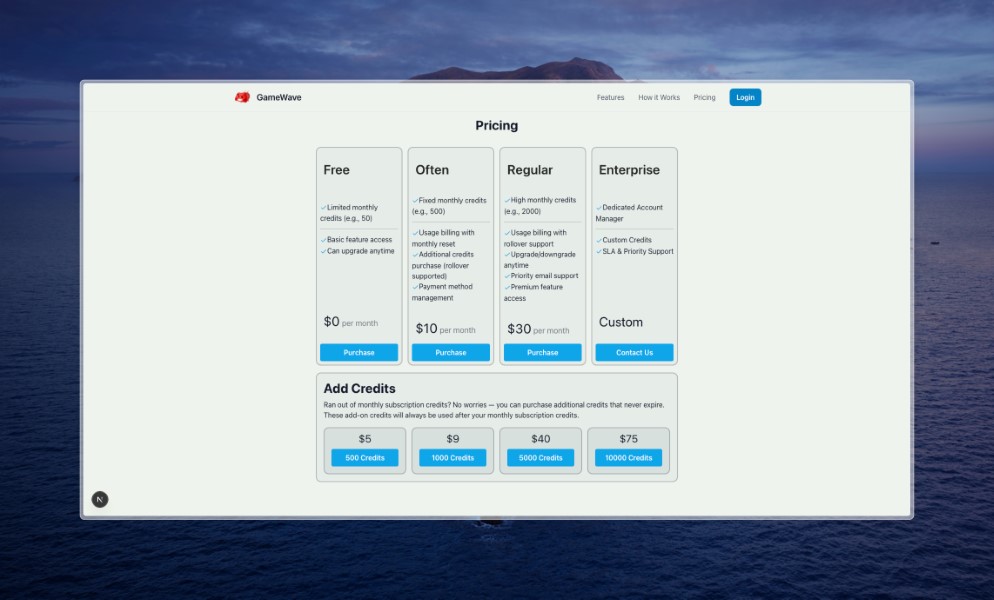 GameWave
Features
How it Works
Pricing
Login
Pricing
Free
✓Limited monthly
credits (e.g., 50)
✓Basic feature access
✓Can upgrade anytime
$0 per month
Purchase
Often
✓Fixed monthly credits
(e.g., 500)
✓Usage billing with
monthly reset
✓Additional credits
purchase (rollover
supported)
✓Payment method
management
$10 per month
Purchase
Regular
✓High monthly credits
(e.g., 2000)
✓Usage billing with
rollover support
✓Upgrade/downgrade
anytime
✓Priority email support
✓Premium feature
access
$30 per month
Purchase
Enterprise
✓Dedicated Account
Manager
✓Custom Credits
✓SLA & Priority Support
Custom
Contact Us
Add Credits
Ran out of monthly subscription credits? No worries — you can purchase additional credits that never expire.
These add-on credits will always be used after your monthly subscription credits.
$5
500 Credits
$9
1000 Credits
$40
5000 Credits
$75
10000 Credits
N